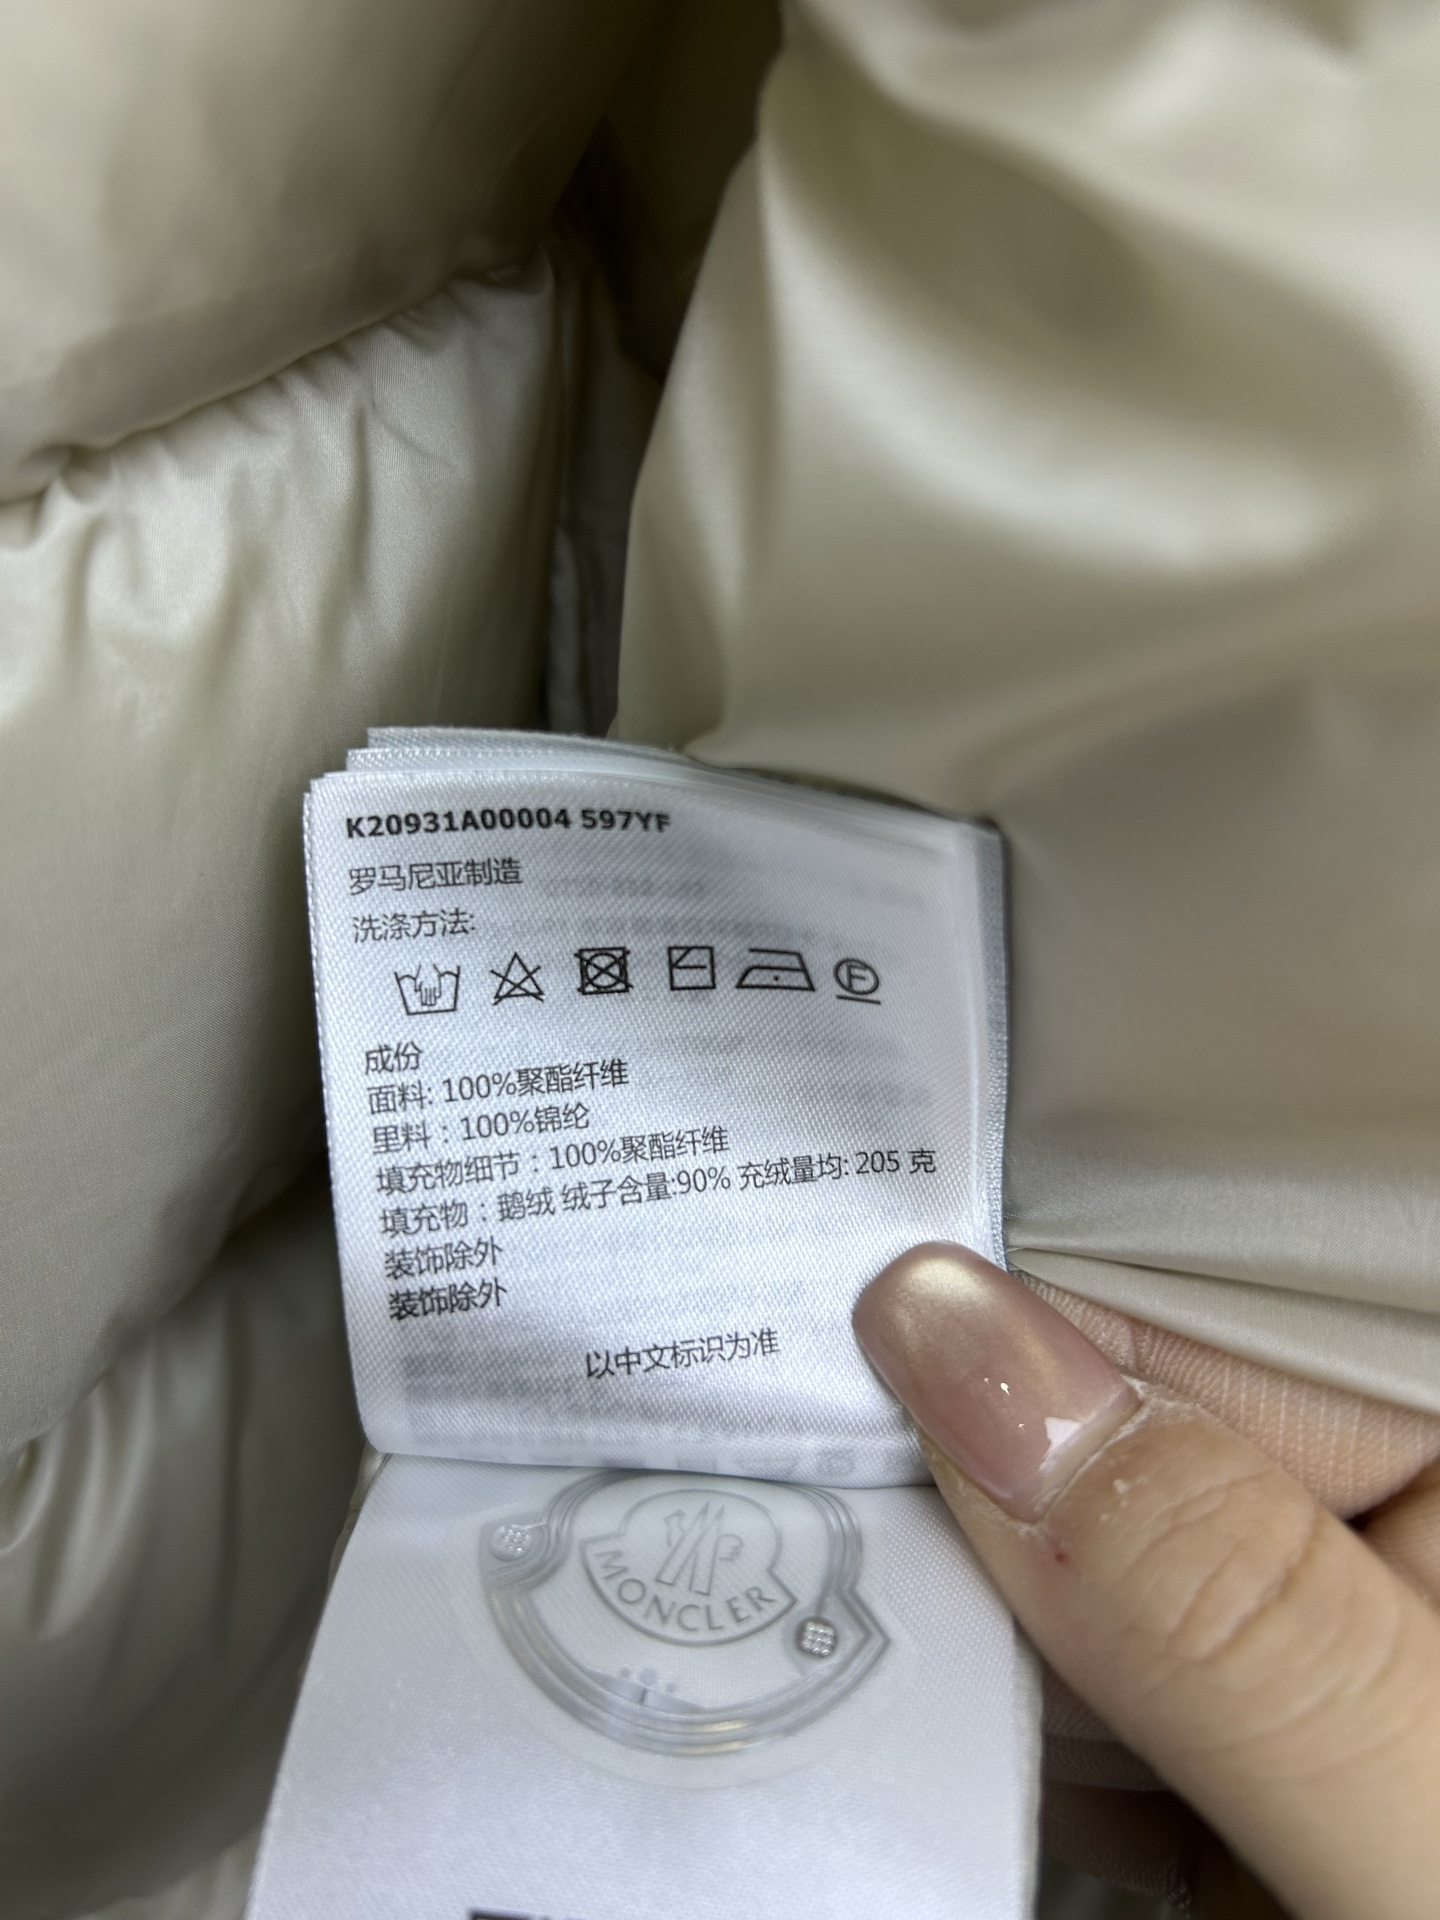 K20931A00004 597YF
罗马尼亚制造
洗涤方法:
F
成份
面料: 100%聚酯纤维
里料：100%锦纶
填充物细节：100%聚酯纤维
填充物：鹅绒 绒子含量:90% 充绒量均: 205 克
装饰除外
装饰除外
以中文标识为准
MONCLER